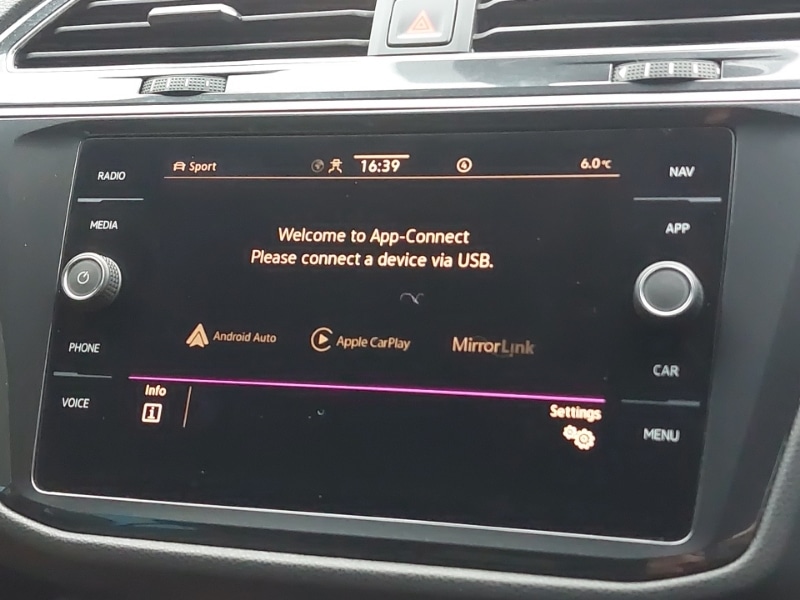 Sport 16:39 6.0°C
RADIO
MEDIA
PHONE
VOICE
NAV
APP
CAR
MENU
Welcome to App-Connect
Please connect a device via USB.
Android Auto Apple CarPlay MirrorLink
Info Settings